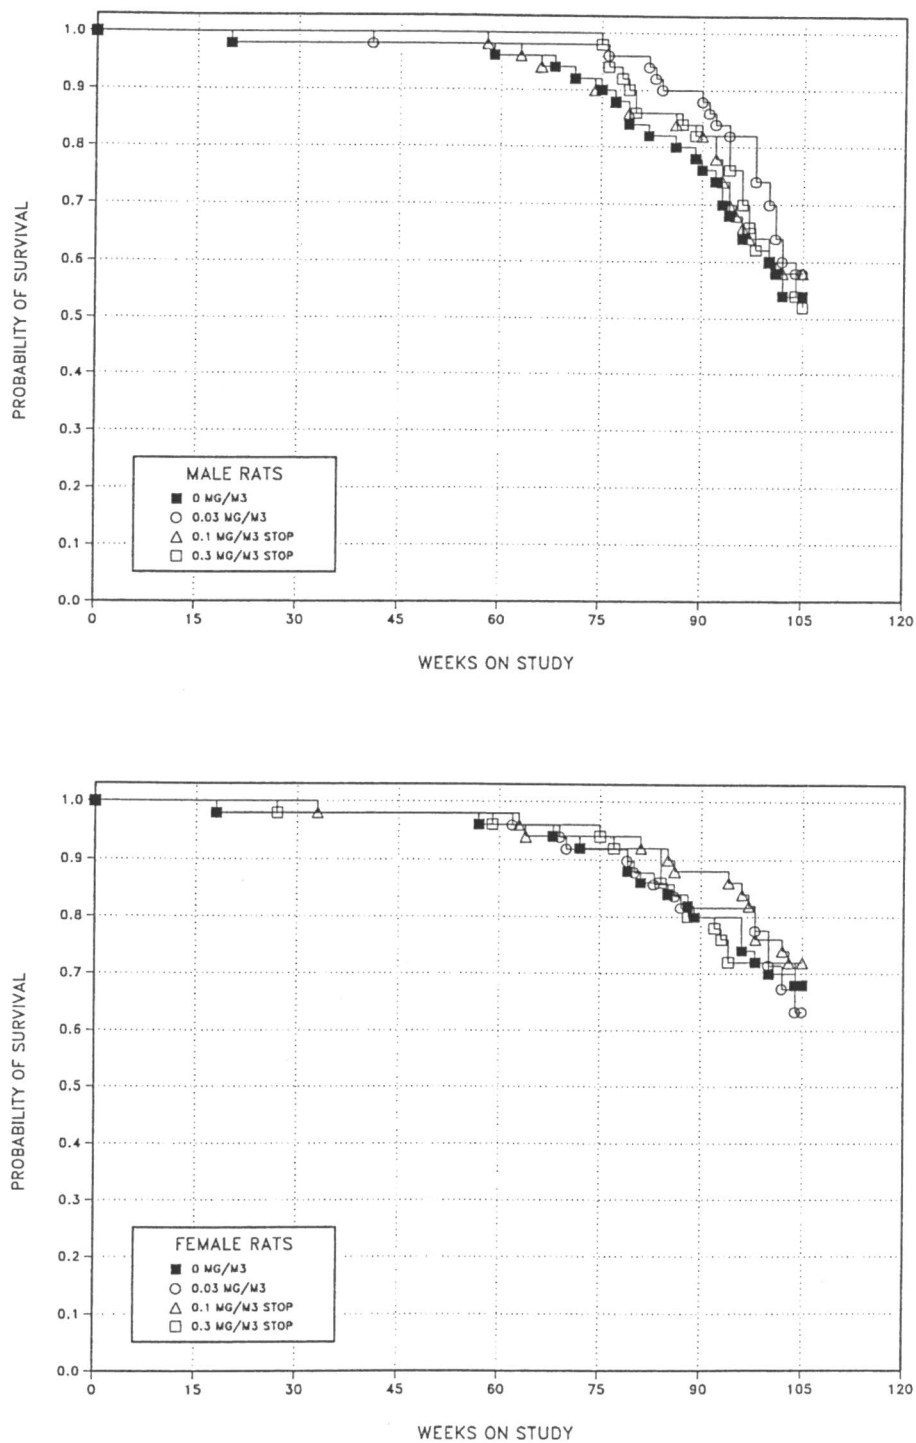 1.0
0.9
0.8
0.7
0.6
0.5
0.4
0.3
0.2
0.1
0.0
PROBABILITY OF SURVIVAL
MALE RATS
0 MG/M3
0.03 MG/M3
0.1 MG/M3 STOP
0.3 MG/M3 STOP
0 15 30 45 60 75 90 105 120
WEEKS ON STUDY
1.0
0.9
0.8
0.7
0.6
0.5
0.4
0.3
0.2
0.1
0.0
PROBABILITY OF SURVIVAL
FEMALE RATS
0 MG/M3
0.03 MG/M3
0.1 MG/M3 STOP
0.3 MG/M3 STOP
0 15 30 45 60 75 90 105 120
WEEKS ON STUDY